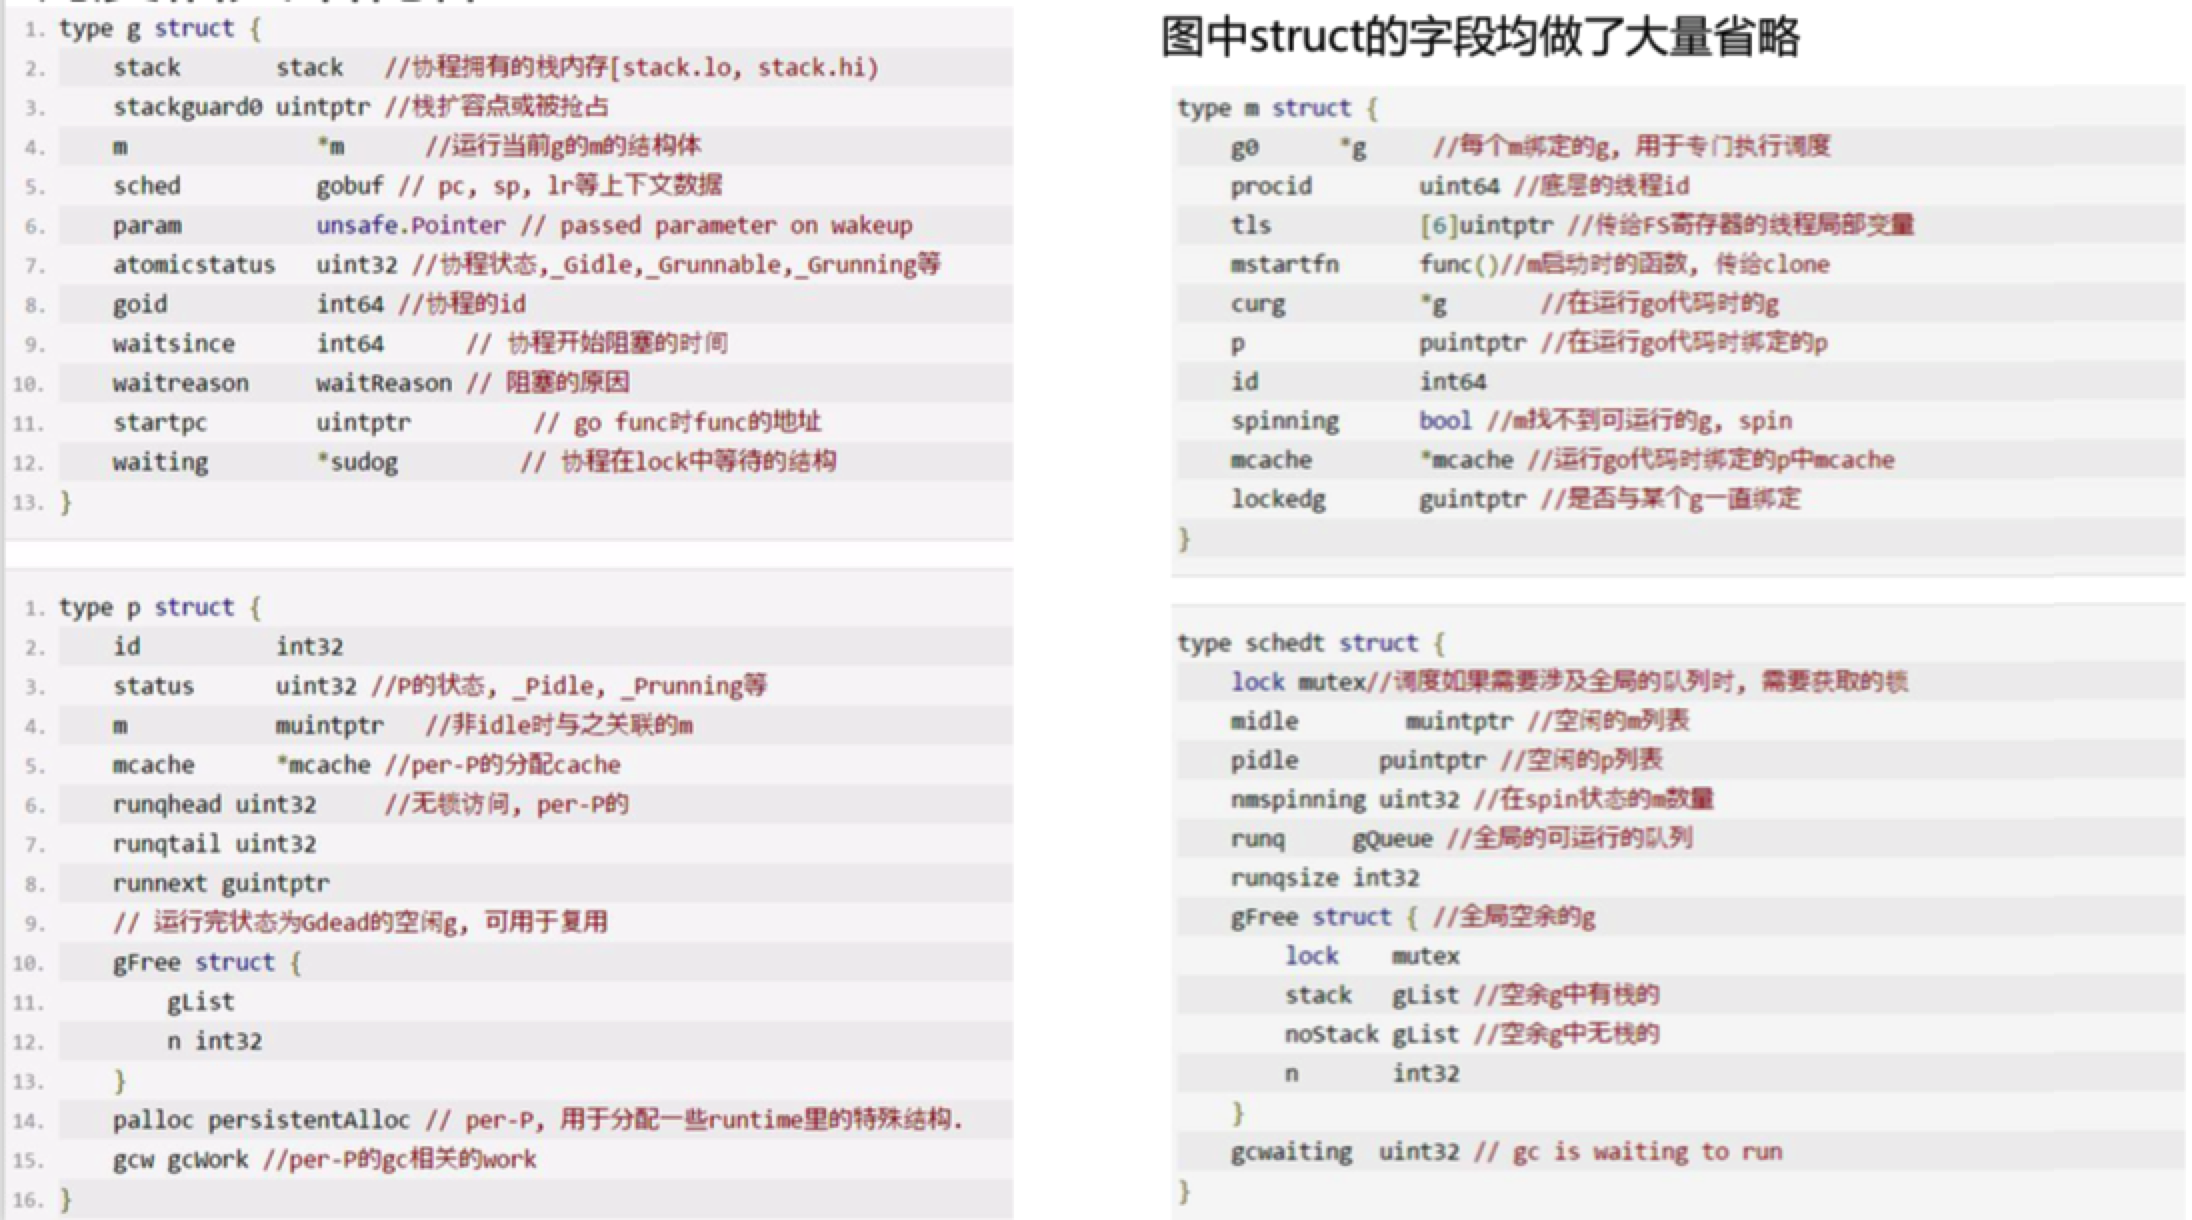 1. type g struct {
2. stack stack //协程拥有的栈内存[stack.lo, stack.hi)
3. stackguard0 uintptr //栈扩容点或被抢占
4. m *m //运行当前g的m的结构体
5. sched gobuf // pc, sp, lr等上下文数据
6. param unsafe.Pointer // passed parameter on wakeup
7. atomicstatus uint32 //协程状态,_Gidle,_Grunnable,_Grunning等
8. goid int64 //协程的id
9. waitsince int64 // 协程开始阻塞的时间
10. waitreason waitReason // 阻塞的原因
11. startpc uintptr // go func时func的地址
12. waiting *sudog // 协程在lock中等待的结构
13. }
1. type p struct {
2. id int32
3. status uint32 //P的状态, _Pidle, _Prunning等
4. m muintptr //非idle时与之关联的m
5. mcache *mcache //per-P的分配cache
6. runqhead uint32 //无锁访问, per-P的
7. runqtail uint32
8. runnext guintptr
9. // 运行完状态为Gdead的空闲g, 可用于复用
10. gFree struct {
11. gList
12. n int32
13. }
14. palloc persistentAlloc // per-P, 用于分配一些runtime里的特殊结构.
15. gcw gcWork //per-P的gc相关的work
16. }
图中struct的字段均做了大量省略
type m struct {
g0 *g //每个m绑定的g, 用于专门执行调度
procid uint64 //底层的线程id
tls [6]uintptr //传给FS寄存器的线程局部变量
mstartfn func()//m启动时的函数, 传给clone
curg *g //在运行go代码时的g
p puintptr //在运行go代码时绑定的p
id int64
spinning bool //m找不到可运行的g, spin
mcache *mcache //运行go代码时绑定的p中mcache
lockedg guintptr //是否与某个g一直绑定
}
type schedt struct {
lock mutex//调度如果需要涉及全局的队列时, 需要获取的锁
midle muintptr //空闲的m列表
pidle puintptr //空闲的p列表
nmspinning uint32 //在spin状态的m数量
runq gQueue //全局的可运行的队列
runqsize int32
gFree struct { //全局空余的g
lock mutex
stack gList //空余g中有栈的
noStack gList //空余g中无栈的
n int32
}
gcwaiting uint32 // gc is waiting to run
}